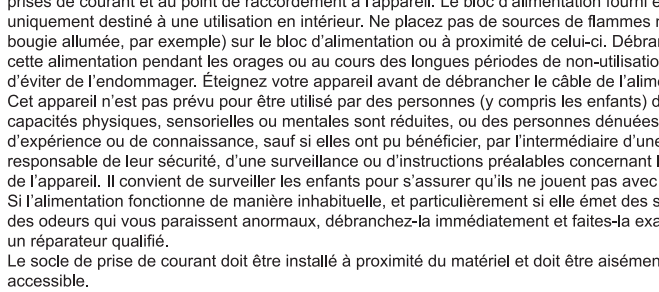 prises de courant et au point de raccordement à l'appareil. Le bloc d'alimentation fourni e
uniquement destiné à une utilisation en intérieur. Ne placez pas de sources de flammes n
bougie allumée, par exemple) sur le bloc d'alimentation ou à proximité de celui-ci. Débran
cette alimentation pendant les orages ou au cours des longues périodes de non-utilisatio
d'éviter de l'endommager. Éteignez votre appareil avant de débrancher le câble de l'alime
Cet appareil n'est pas prévu pour être utilisé par des personnes (y compris les enfants) d
capacités physiques, sensorielles ou mentales sont réduites, ou des personnes dénuées
d'expérience ou de connaissance, sauf si elles ont pu bénéficier, par l'intermédiaire d'une
responsable de leur sécurité, d'une surveillance ou d'instructions préalables concernant l
de l'appareil. Il convient de surveiller les enfants pour s'assurer qu'ils ne jouent pas avec
Si l'alimentation fonctionne de manière inhabituelle, et particulièrement si elle émet des s
des odeurs qui vous paraissent anormaux, débranchez-la immédiatement et faites-la exa
un réparateur qualifié.
Le socle de prise de courant doit être installé à proximité du matériel et doit être aisémen
accessible.